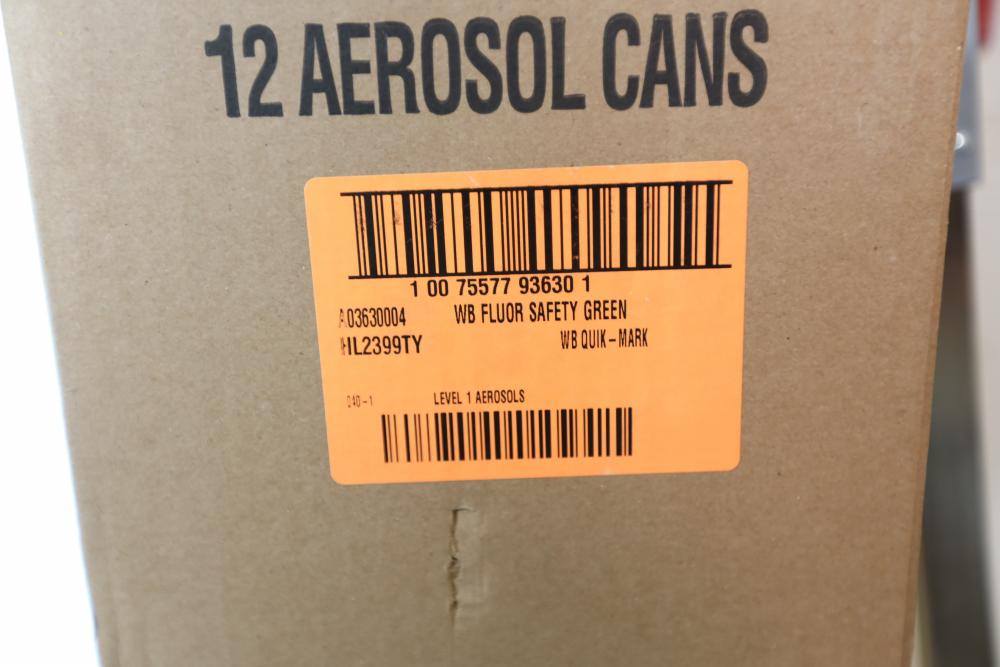 12 AEROSOL CANS
1 00 75577 93630 1
A03630004 WB FLUOR SAFETY GREEN
HL2399TY WB QUIK-MARK
040-1 LEVEL 1 AEROSOLS